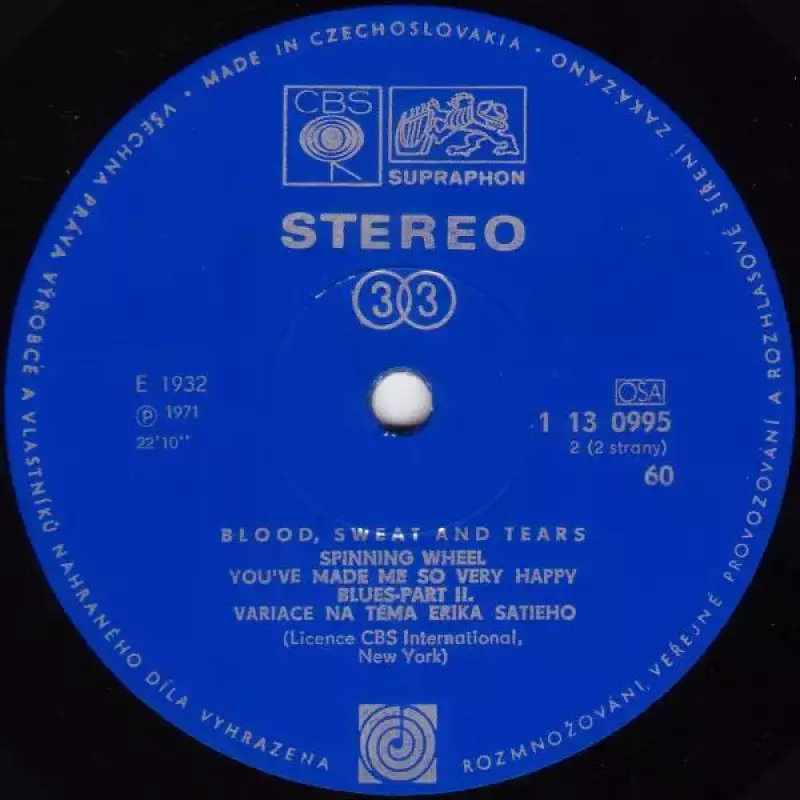 VŠECHNA PRÁVA VÝROBCE A VLASTNÍKŮ NAHRANÉHO DÍLA VYHRAZENA
• MADE IN CZECHOSLOVAKIA •
ROZMNOŽOVÁNÍ, VEŘEJNÉ PROVOZOVÁNÍ A ROZHLASOVÉ ŠÍŘENÍ ZAKÁZÁNO
CBS
SUPRAPHON
STEREO
33
E 1932
Ⓟ 1971
22'10"
OSA
1 13 0995
2 (2 strany)
60
BLOOD, SWEAT AND TEARS
SPINNING WHEEL
YOU'VE MADE ME SO VERY HAPPY
BLUES-PART II.
VARIACE NA TÉMA ERIKA SATIEHO
(Licence CBS International,
New York)